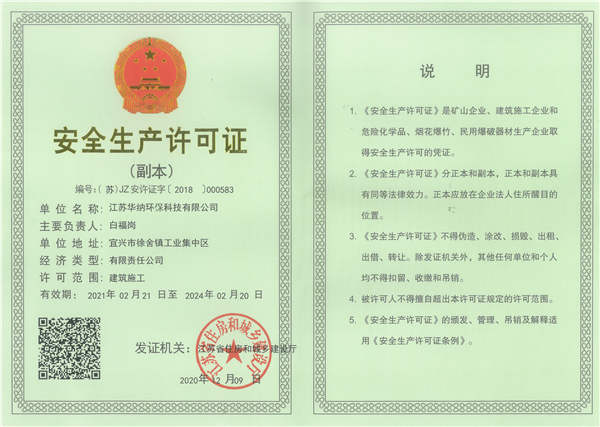 安全生产许可证
(副本)
编号:( 苏)JZ安许证字〔 2018 〕000583
单位名称: 江苏华纳环保科技有限公司
主要负责人: 白福岗
单位地址: 宜兴市徐舍镇工业集中区
经济类型: 有限责任公司
许可范围: 建筑施工
有效期: 2021年 02月 21 日 至 2024年 02月 20 日
发证机关: 江苏省住房和城乡建设厅
2020年 12 月 09 日
说 明
1. 《安全生产许可证》是矿山企业、建筑施工企业和
危险化学品、烟花爆竹、民用爆破器材生产企业取
得安全生产许可的凭证。
2. 《安全生产许可证》分正本和副本,正本和副本具
有同等法律效力。正本应放在企业法人住所醒目的
位置。
3. 《安全生产许可证》不得伪造、涂改、损毁、出租、
出借、转让。除发证机关外,其他任何单位和个人
均不得扣留、收缴和吊销。
4. 被许可人不得擅自超出本许可证规定的许可范围。
5. 《安全生产许可证》的颁发、管理、吊销及解释适
用《安全生产许可证条例》。
江苏省住房和城乡建设厅